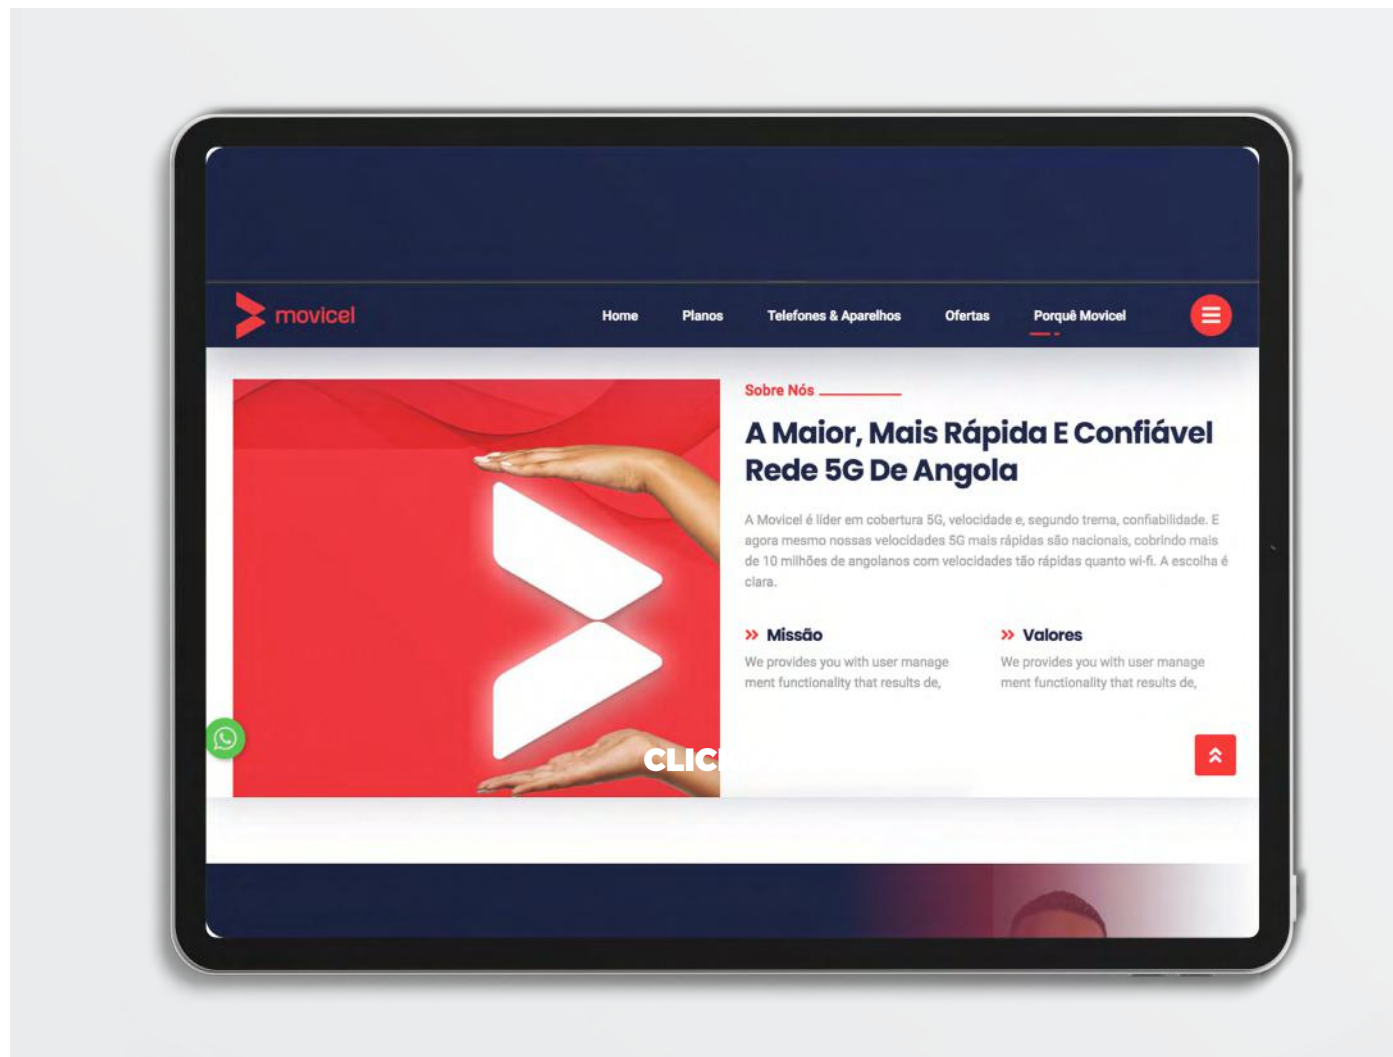 movicel
Home Planos Telefones & Aparelhos Ofertas Porquê Movicel
Sobre Nós
A Maior, Mais Rápida E Confiável
Rede 5G De Angola
A Movicel é líder em cobertura 5G, velocidade e, segundo trema, confiabilidade. E
agora mesmo nossas velocidades 5G mais rápidas são nacionais, cobrindo mais
de 10 milhões de angolanos com velocidades tão rápidas quanto wi-fi. A escolha é
clara.
Missão
We provides you with user manage
ment functionality that results de,
Valores
We provides you with user manage
ment functionality that results de,